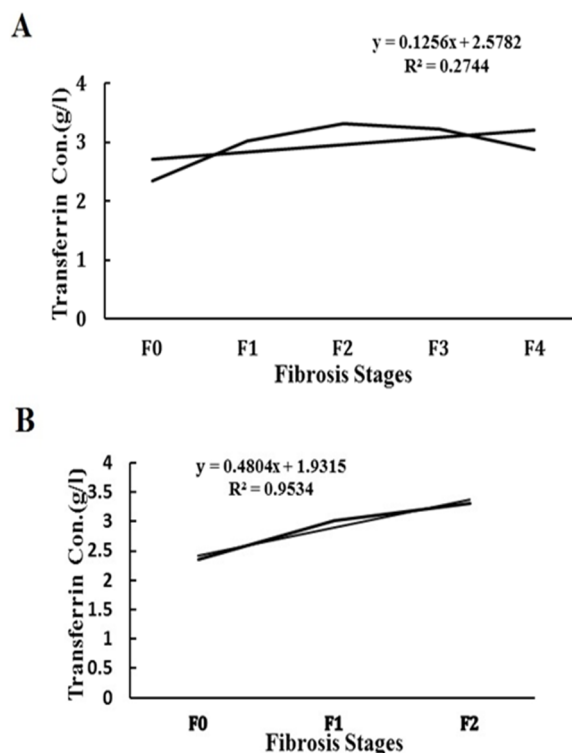 A
y = 0.1256x + 2.5782
R² = 0.2744
Transferrin Con.(g/l)
4
3
2
1
0
F0 F1 F2 F3 F4
Fibrosis Stages
B
y = 0.4804x + 1.9315
R² = 0.9534
Transferrin Con.(g/l)
4
3.5
3
2.5
2
1.5
1
0.5
0
F0 F1 F2
Fibrosis Stages